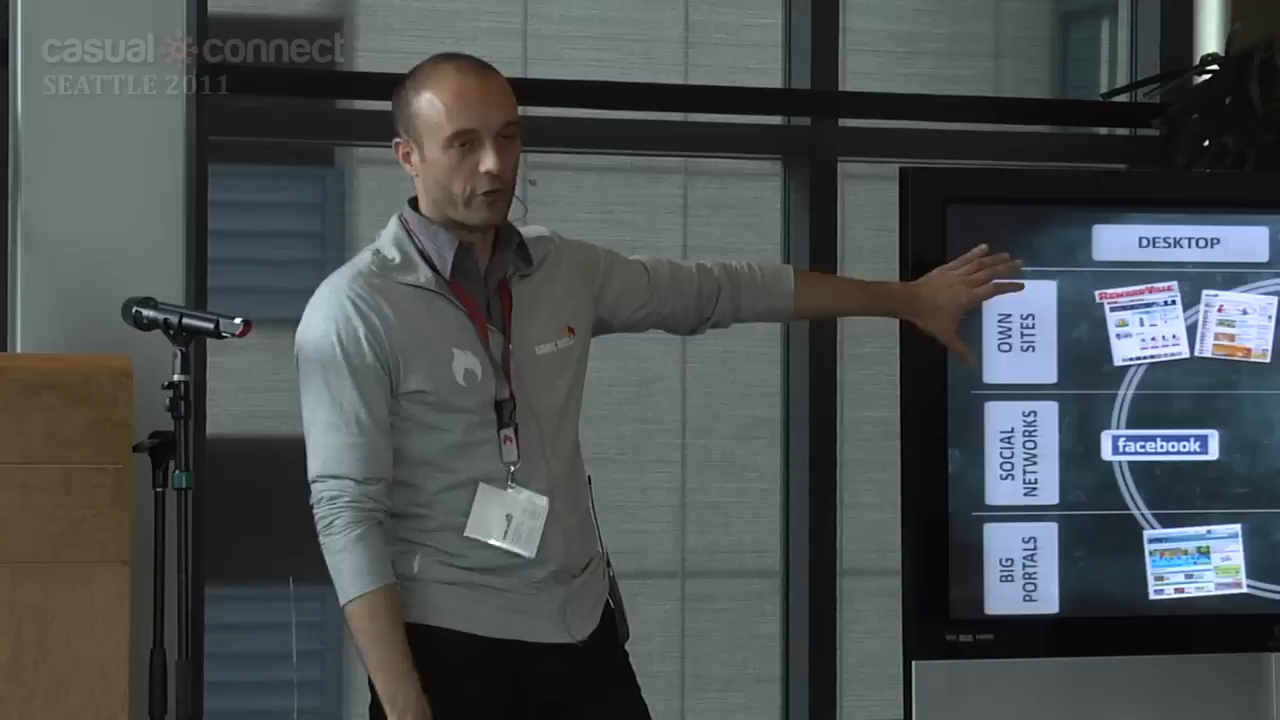 casual connect
SEATTLE 2011
DESKTOP
OWN
SITES
SOCIAL
NETWORKS
facebook
BIG
PORTALS